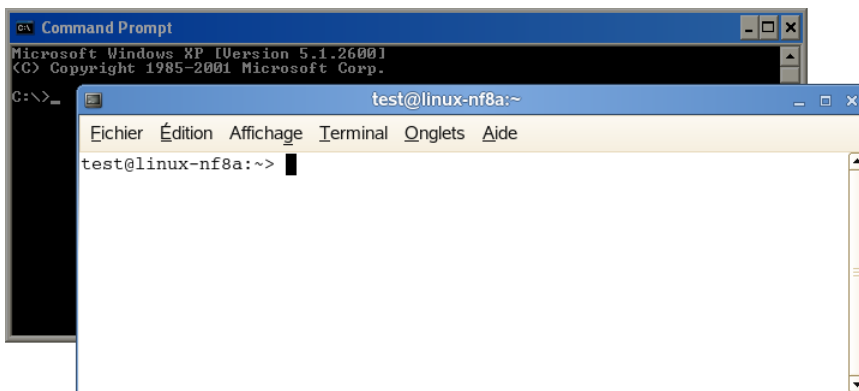 Command Prompt
Microsoft Windows XP [Version 5.1.2600]
(C) Copyright 1985-2001 Microsoft Corp.
C:\>_
test@linux-nf8a:~
Fichier Édition Affichage Terminal Onglets Aide
test@linux-nf8a:~>